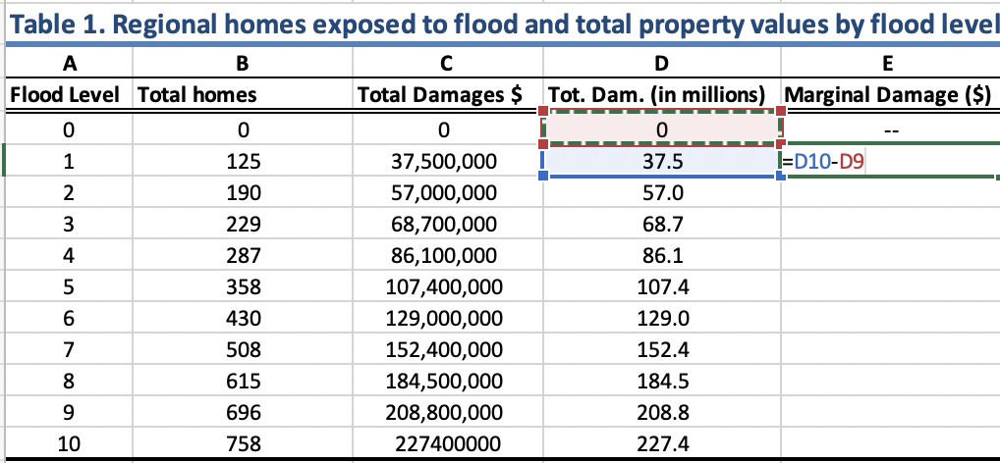 Table 1. Regional homes exposed to flood and total property values by flood level
A B C D E
Flood Level Total homes Total Damages $ Tot. Dam. (in millions) Marginal Damage ($)
0 0 0 0 --
1 125 37,500,000 37.5 =D10-D9
2 190 57,000,000 57.0
3 229 68,700,000 68.7
4 287 86,100,000 86.1
5 358 107,400,000 107.4
6 430 129,000,000 129.0
7 508 152,400,000 152.4
8 615 184,500,000 184.5
9 696 208,800,000 208.8
10 758 227400000 227.4